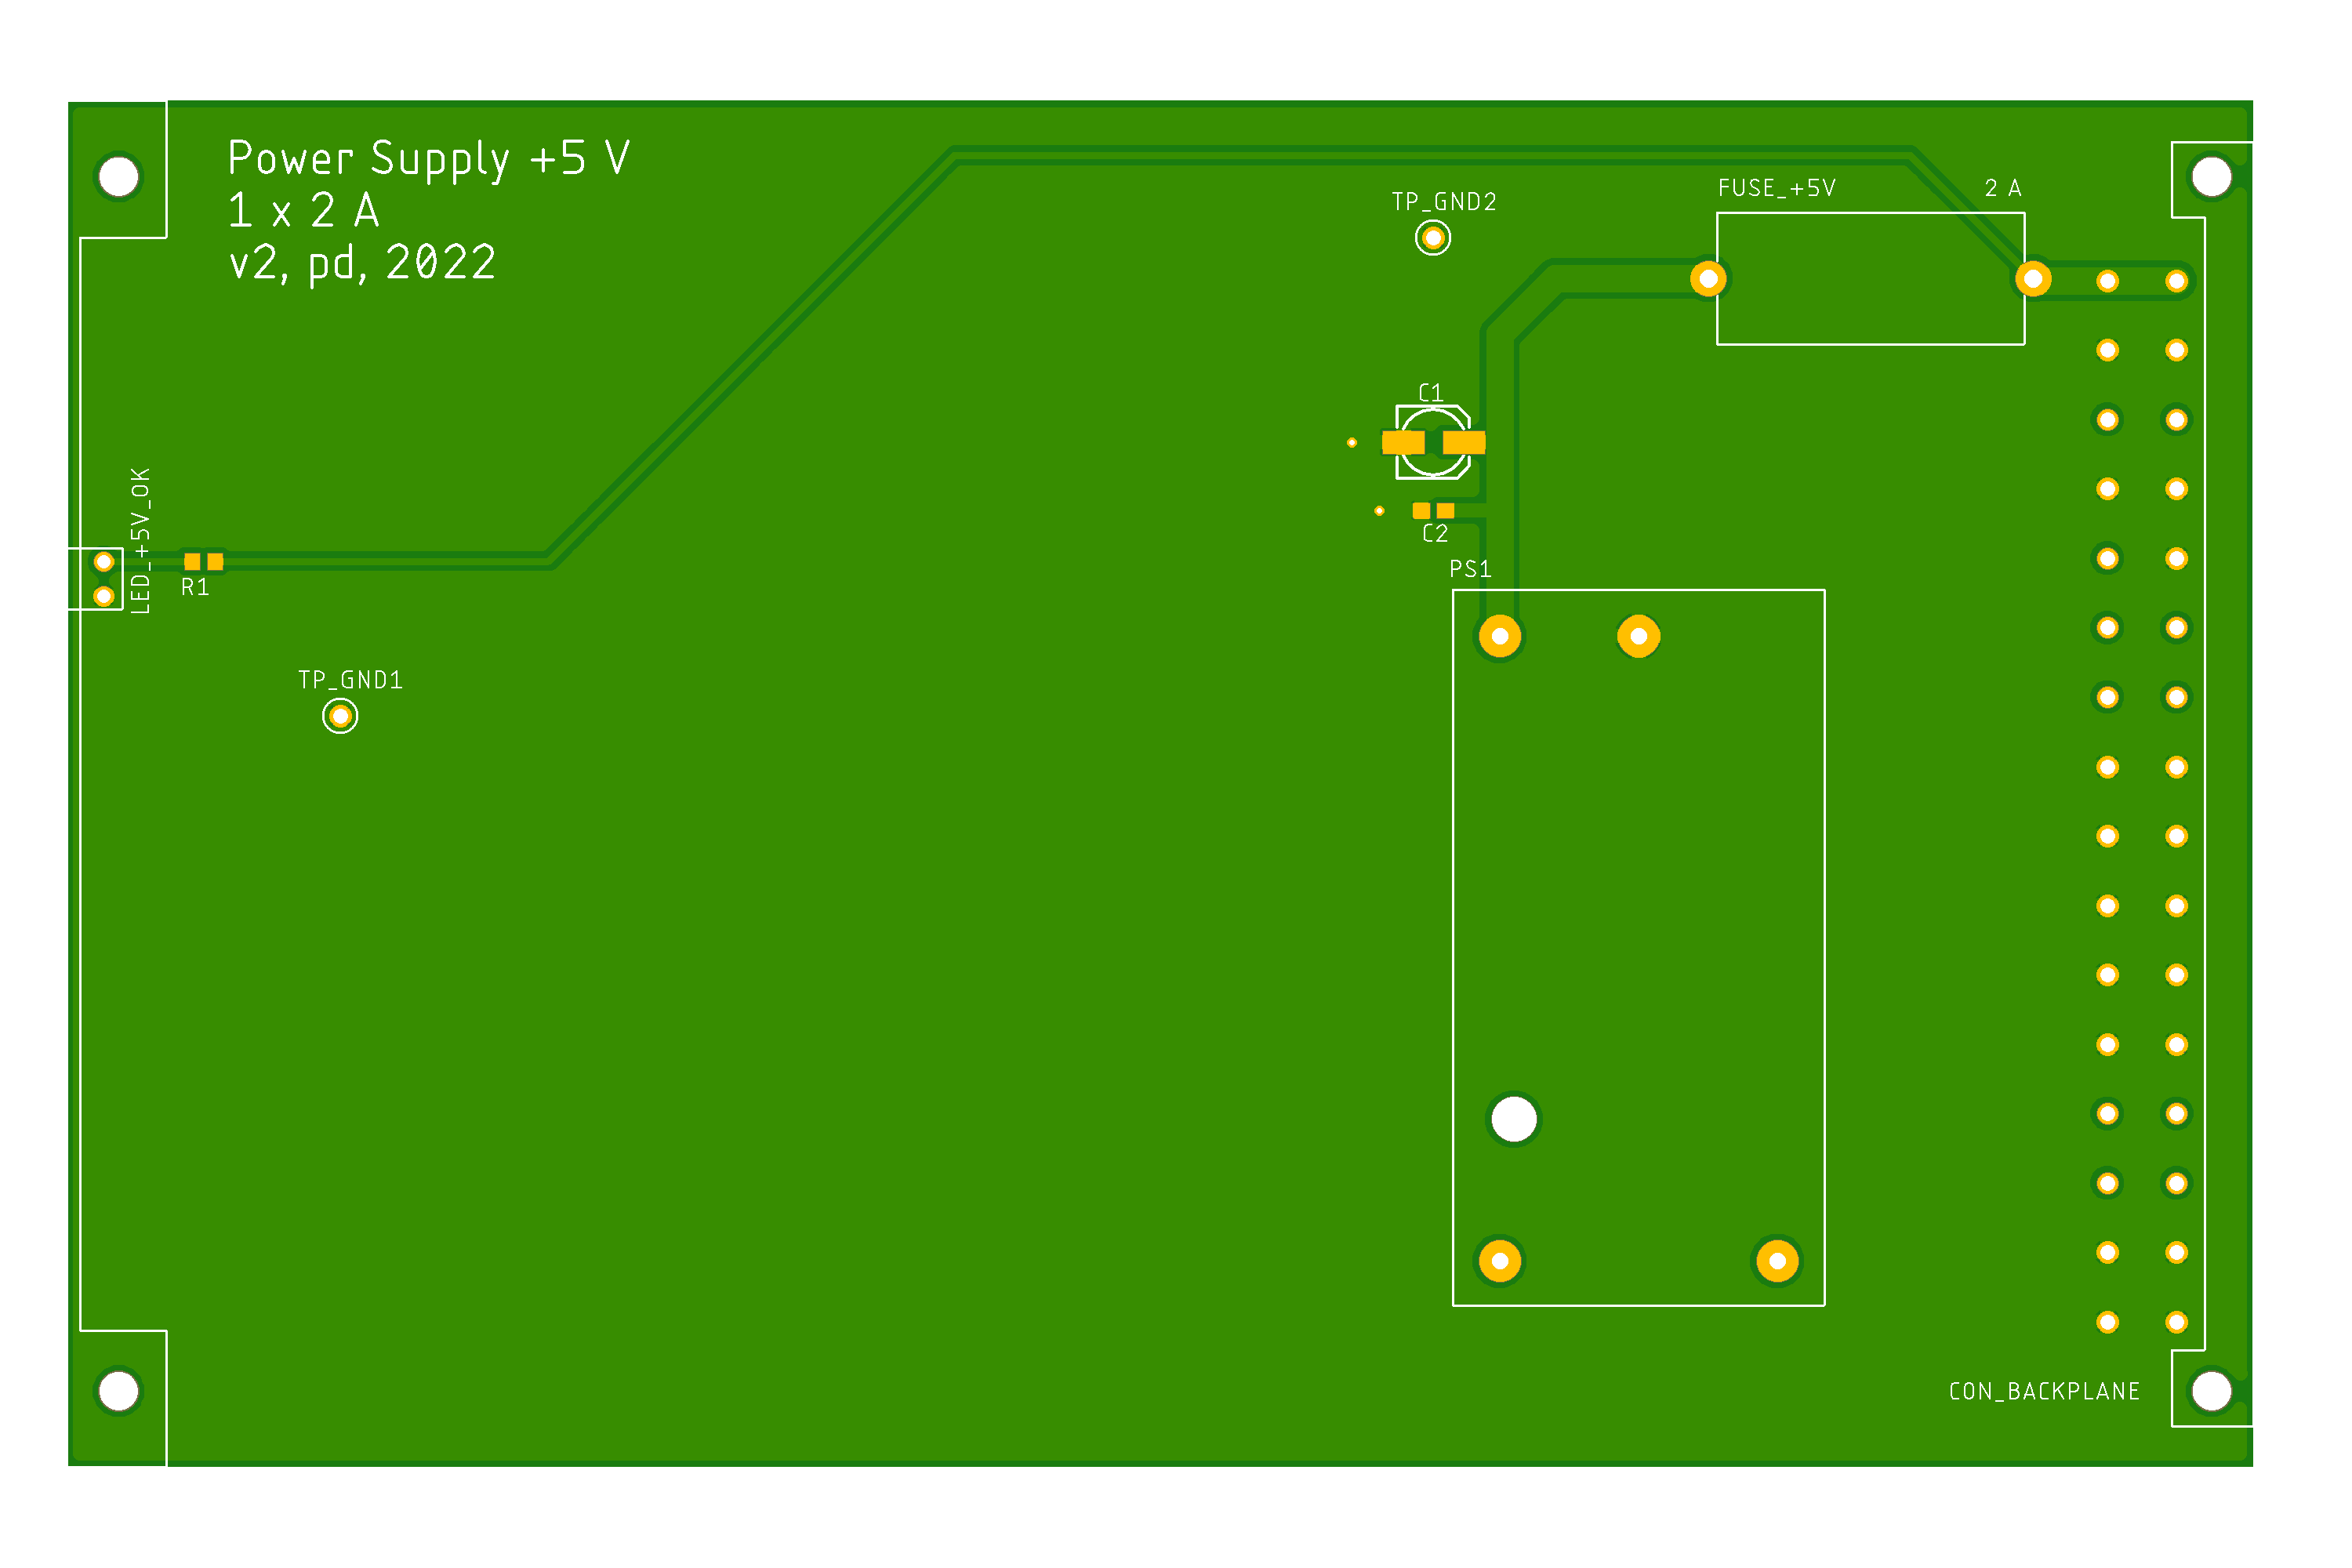 Power Supply +5 V
1 x 2 A
v2, pd, 2022
FUSE_+5V 2 A
TP_GND2
C1
LED_+5V_OK
C2
PS1
R1
TP_GND1
CON_BACKPLANE